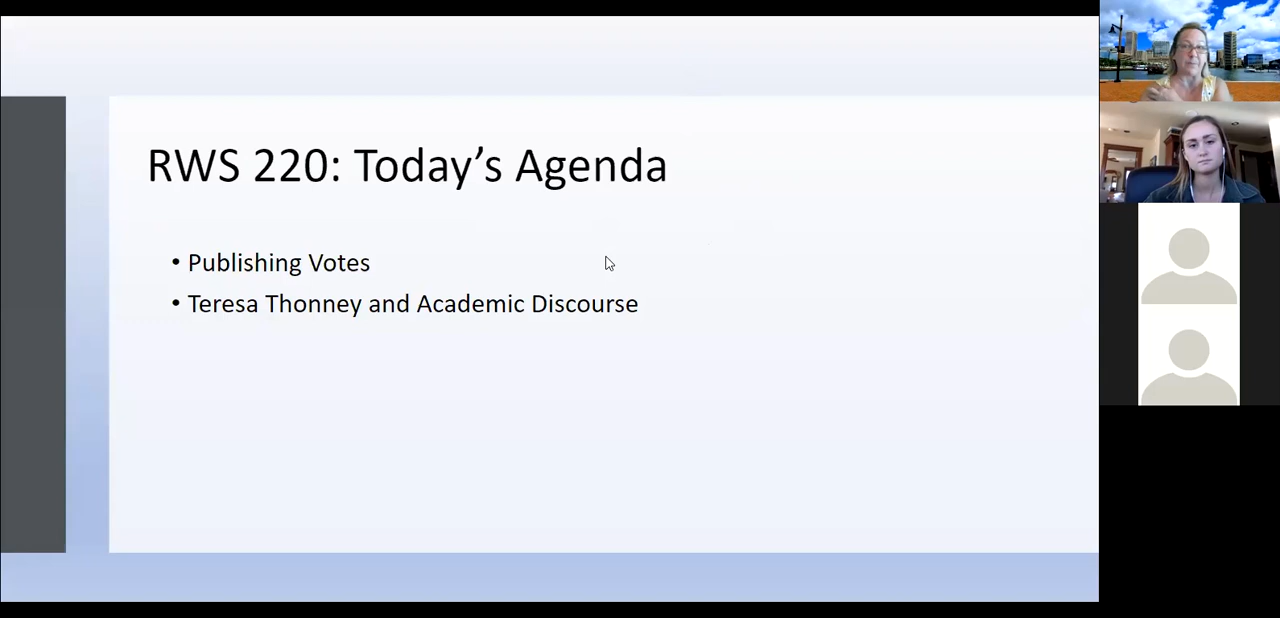 RWS 220: Today’s Agenda
• Publishing Votes
• Teresa Thonney and Academic Discourse